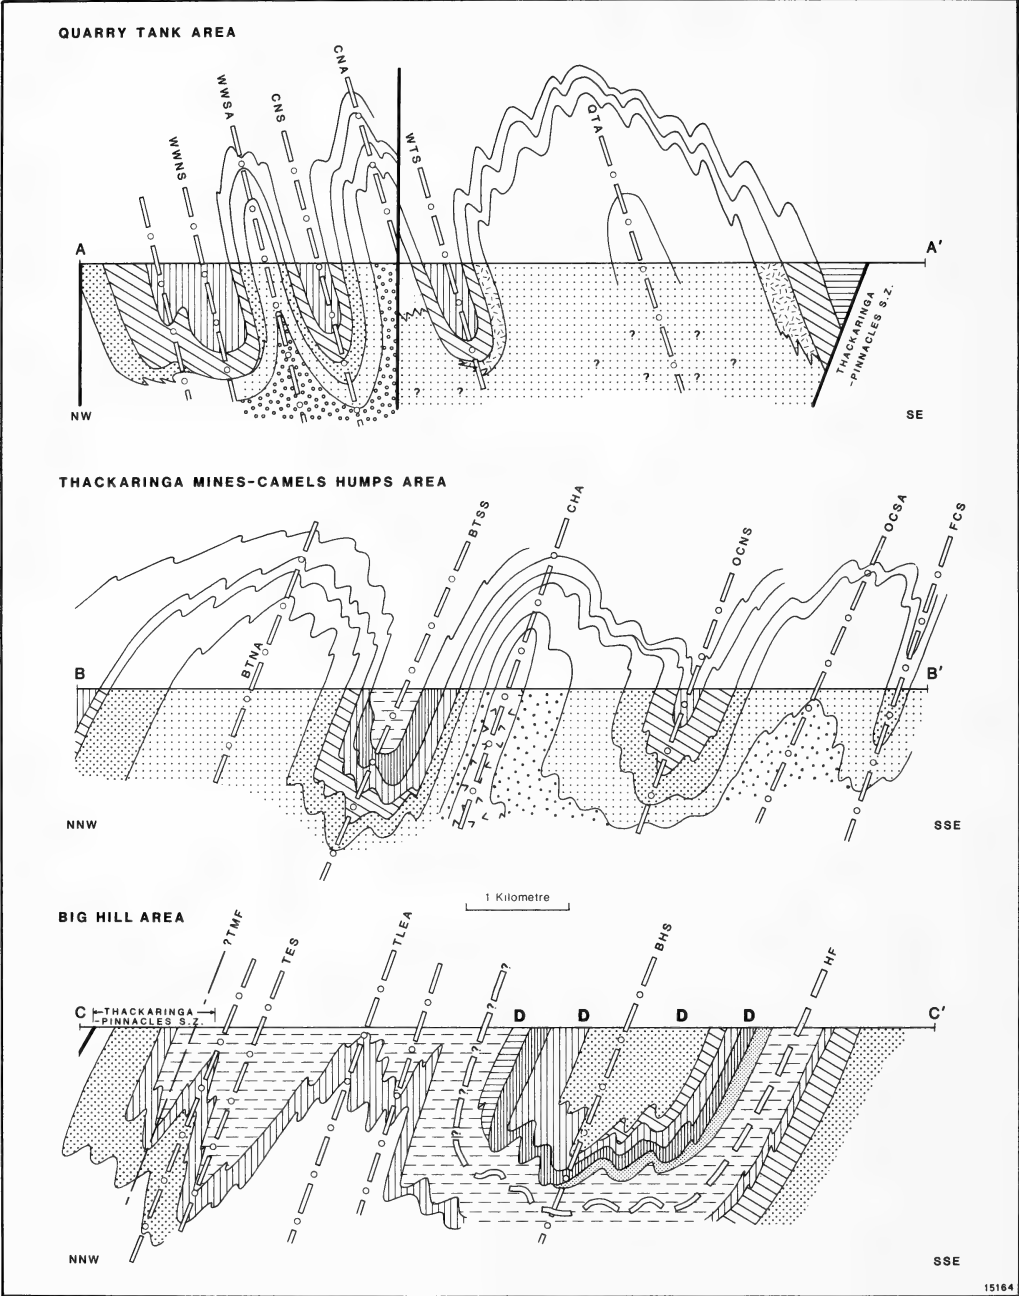 QUARRY TANK AREA
CNA
WWSA
CNS
WWNS
WTS
QTA
A
A'
THACKARINGA
-PINNACLES S.Z.
?
?
?
?
?
?
?
?
NW
SE
THACKARINGA MINES-CAMELS HUMPS AREA
BTSS
CHA
OCNS
OCSA
FCS
BTNA
B
B'
NNW
SSE
1 Kilometre
BIG HILL AREA
?TMF
TES
TLEA
BHS
HF
?
?
C
THACKARINGA
-PINNACLES S.Z.
D
D
D
D
C'
?
?
?
?
NNW
SSE
15164